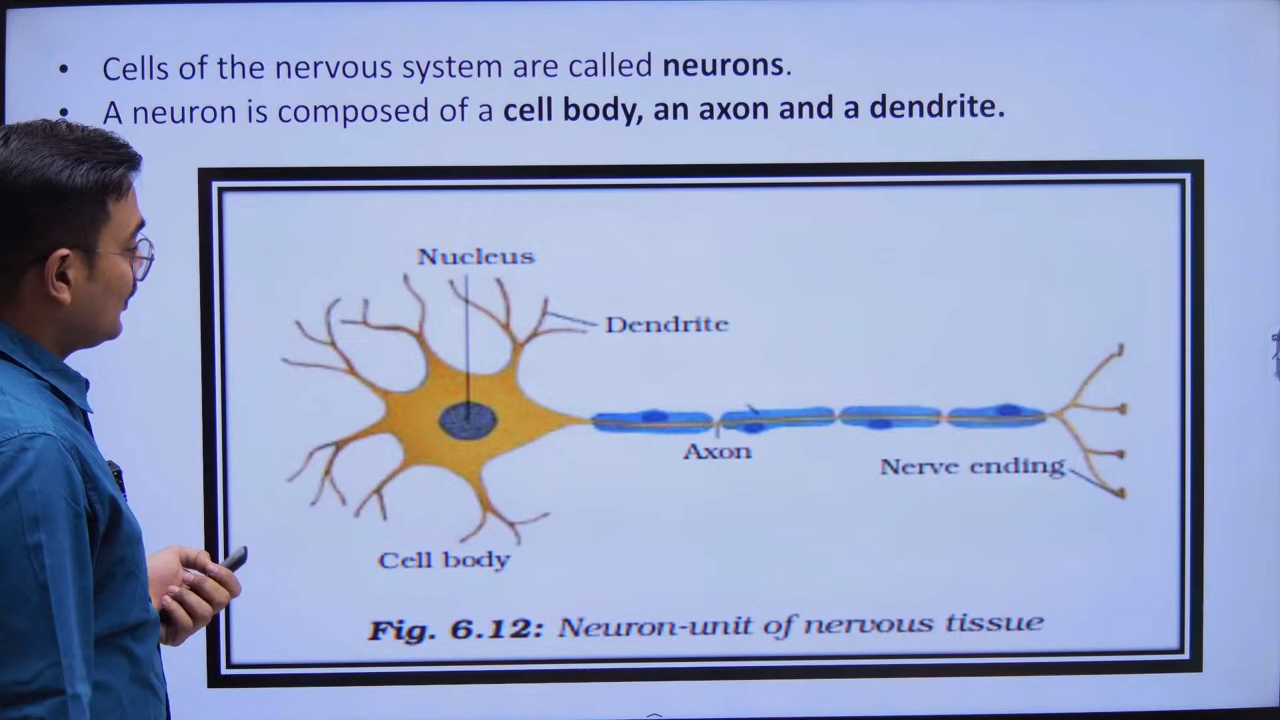 • Cells of the nervous system are called neurons.
• A neuron is composed of a cell body, an axon and a dendrite.
Nucleus
Dendrite
Axon
Nerve ending
Cell body
Fig. 6.12: Neuron-unit of nervous tissue